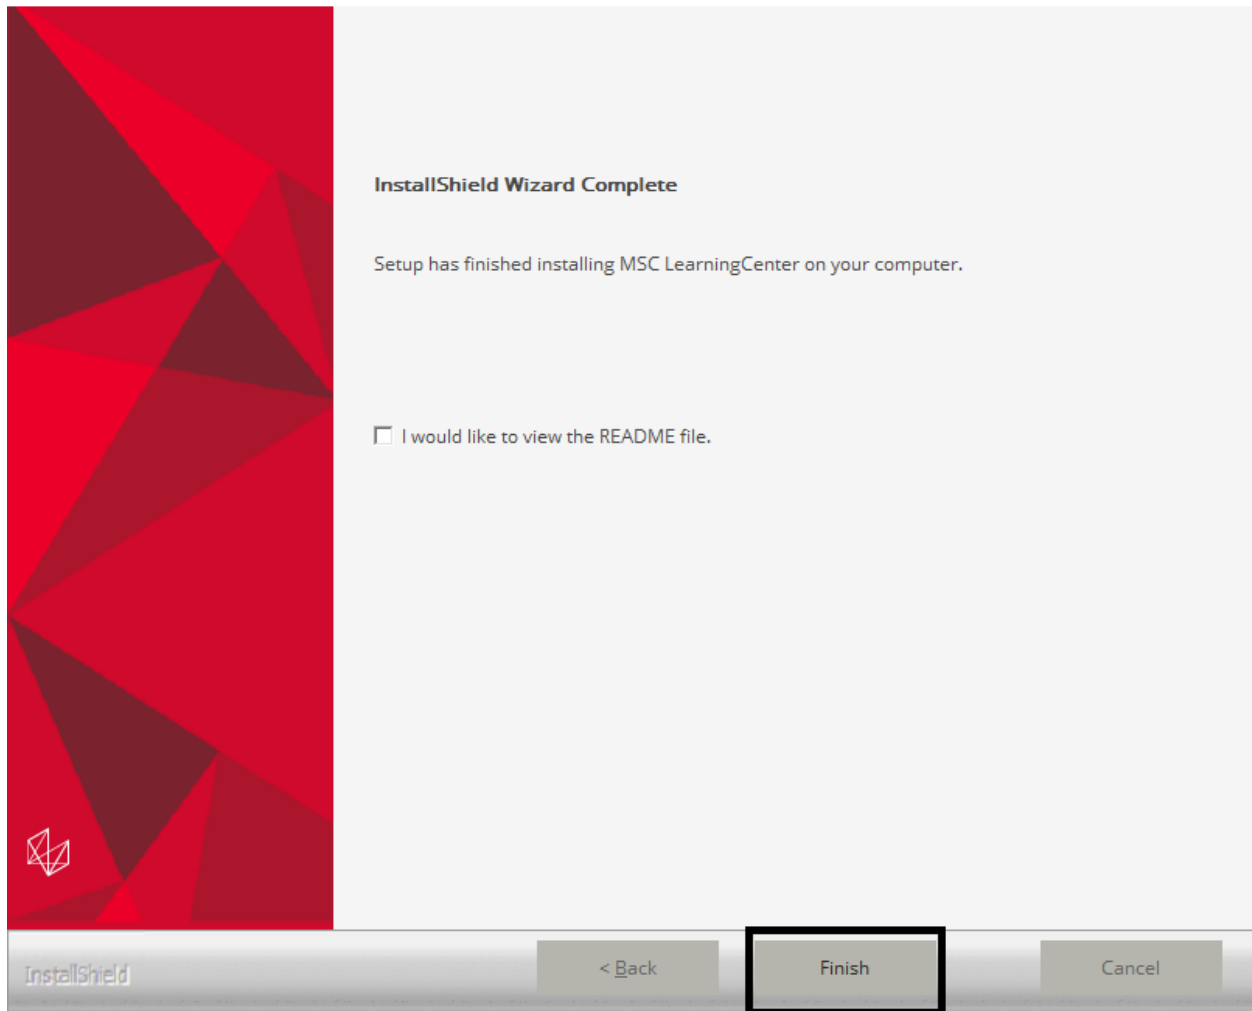 InstallShield Wizard Complete
Setup has finished installing MSC LearningCenter on your computer.
I would like to view the README file.
InstallShield
< Back
Finish
Cancel